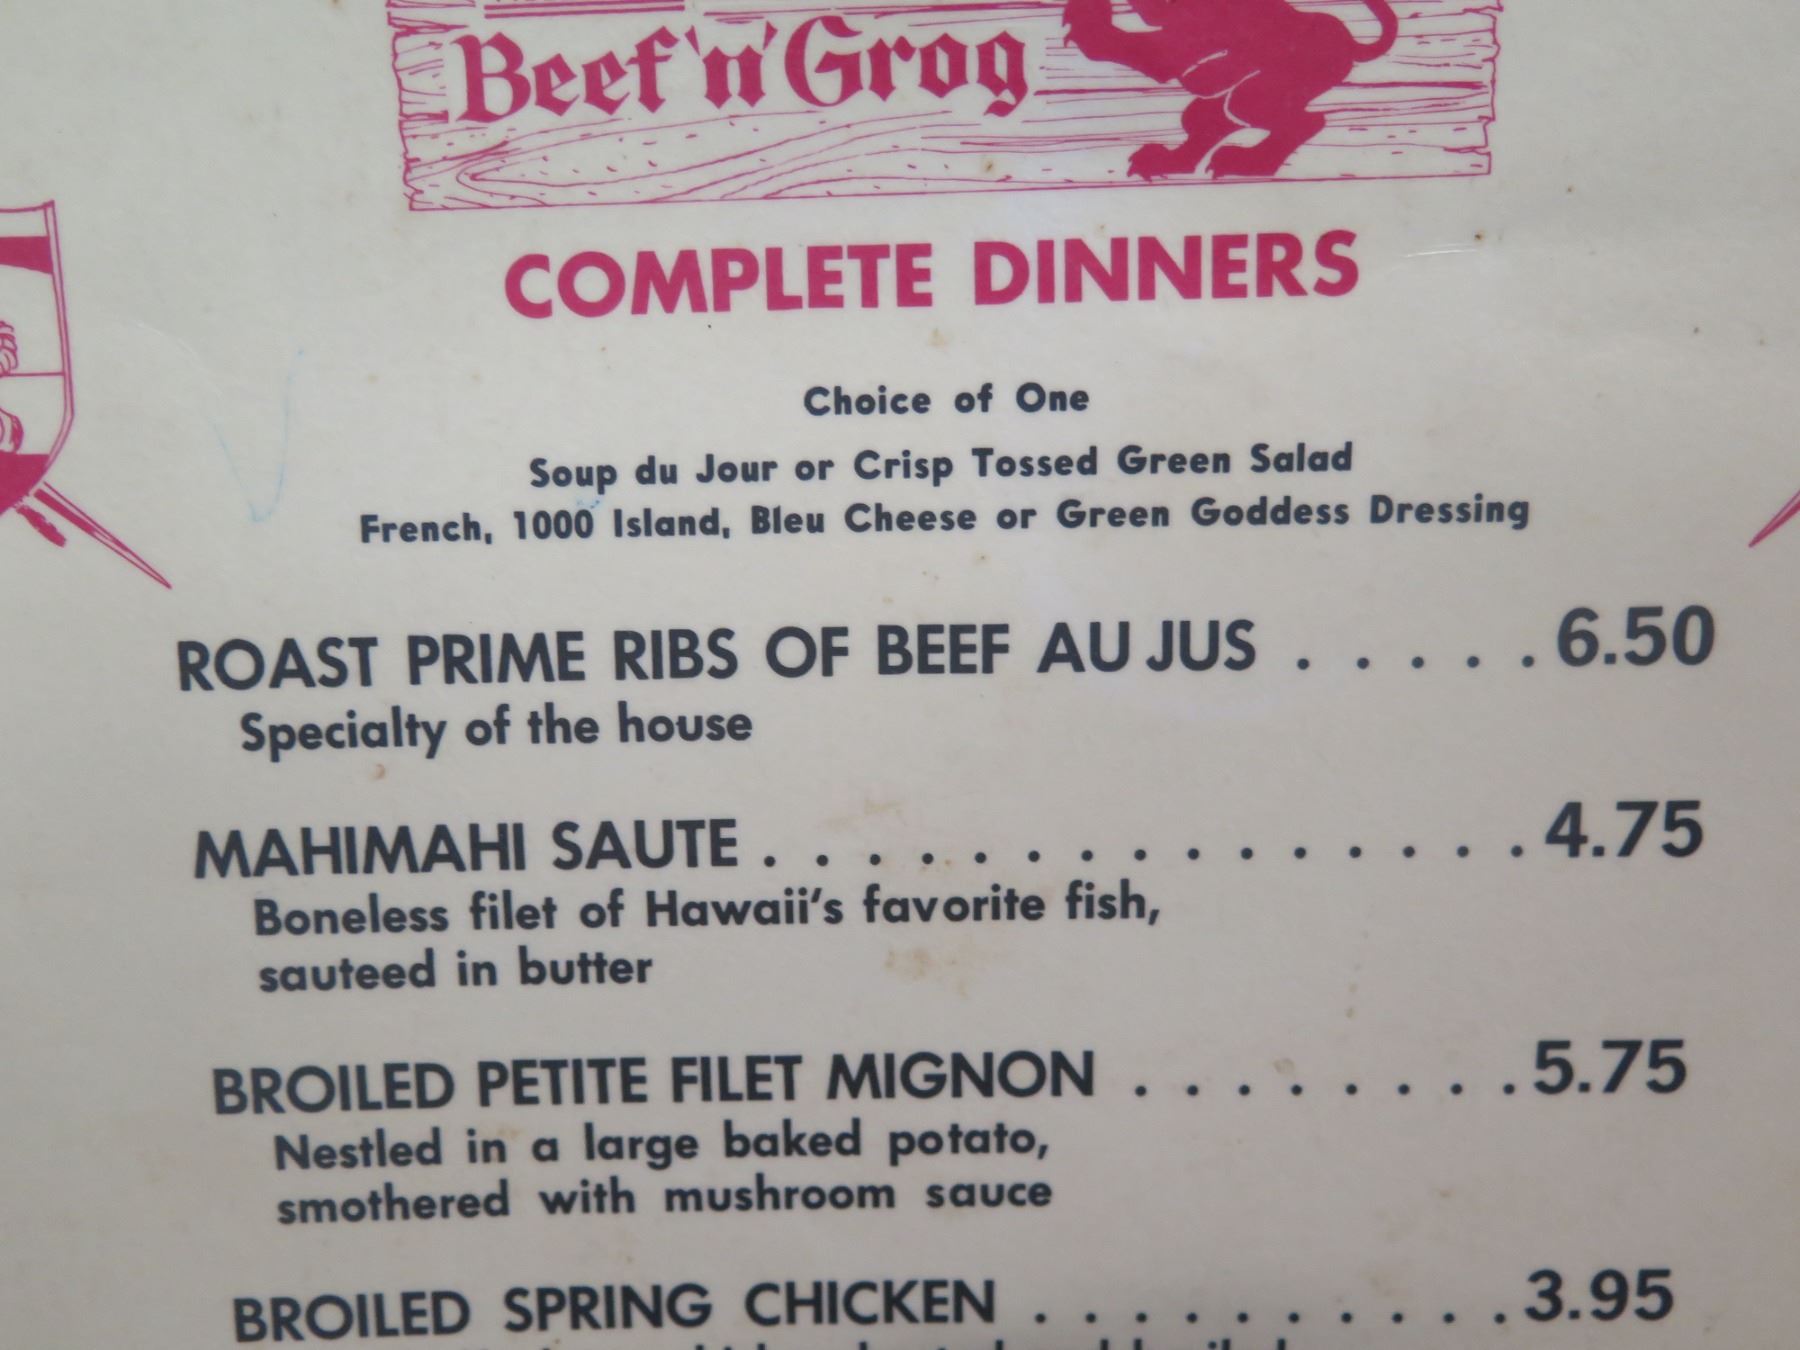 Beef 'n' Grog
COMPLETE DINNERS
Choice of One
Soup du Jour or Crisp Tossed Green Salad
French, 1000 Island, Bleu Cheese or Green Goddess Dressing
ROAST PRIME RIBS OF BEEF AU JUS . . . . . 6.50
Specialty of the house
MAHIMAHI SAUTE . . . . . . . . . . . . . . . 4.75
Boneless filet of Hawaii's favorite fish,
sauteed in butter
BROILED PETITE FILET MIGNON . . . . . . . . 5.75
Nestled in a large baked potato,
smothered with mushroom sauce
BROILED SPRING CHICKEN . . . . . . . . . . 3.95